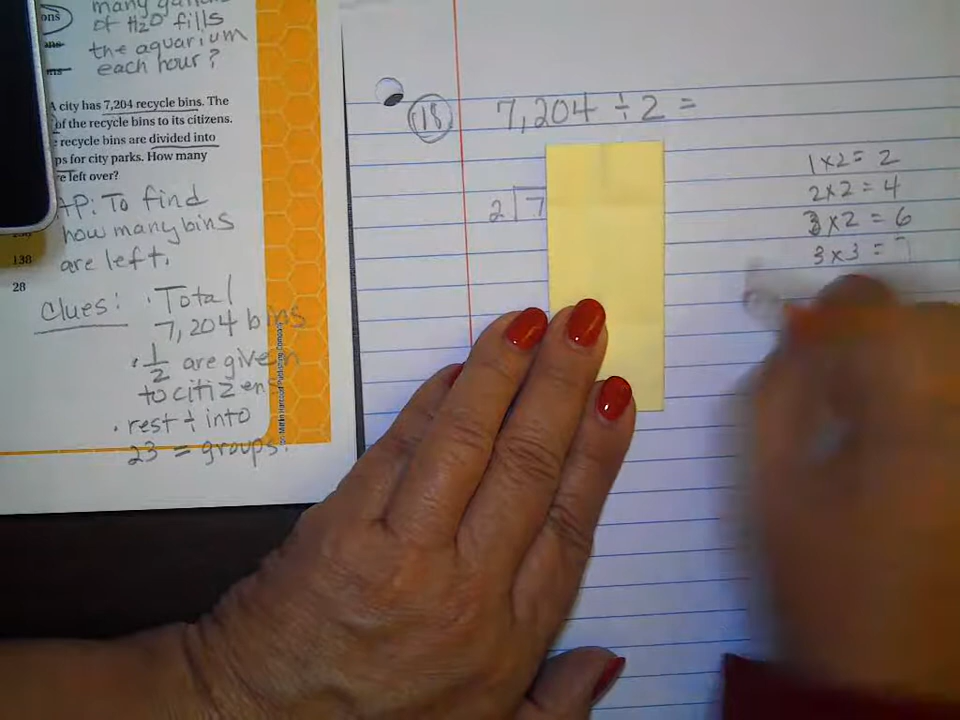 many
of H2O fills
the aquarium
each hour?
A city has 7,204 recycle bins. The
of the recycle bins to its citizens.
recycle bins are divided into
ps for city parks. How many
re left over?
AP: To find
how many bins
are left.
138
28
Clues: · Total
7,204 bins
· 1/2 are given
to citizens
· rest ÷ into
23 = groups.
18 7,204 ÷ 2 =
2 7
1 x 2 = 2
2 x 2 = 4
3 x 2 = 6
3 x 3 =